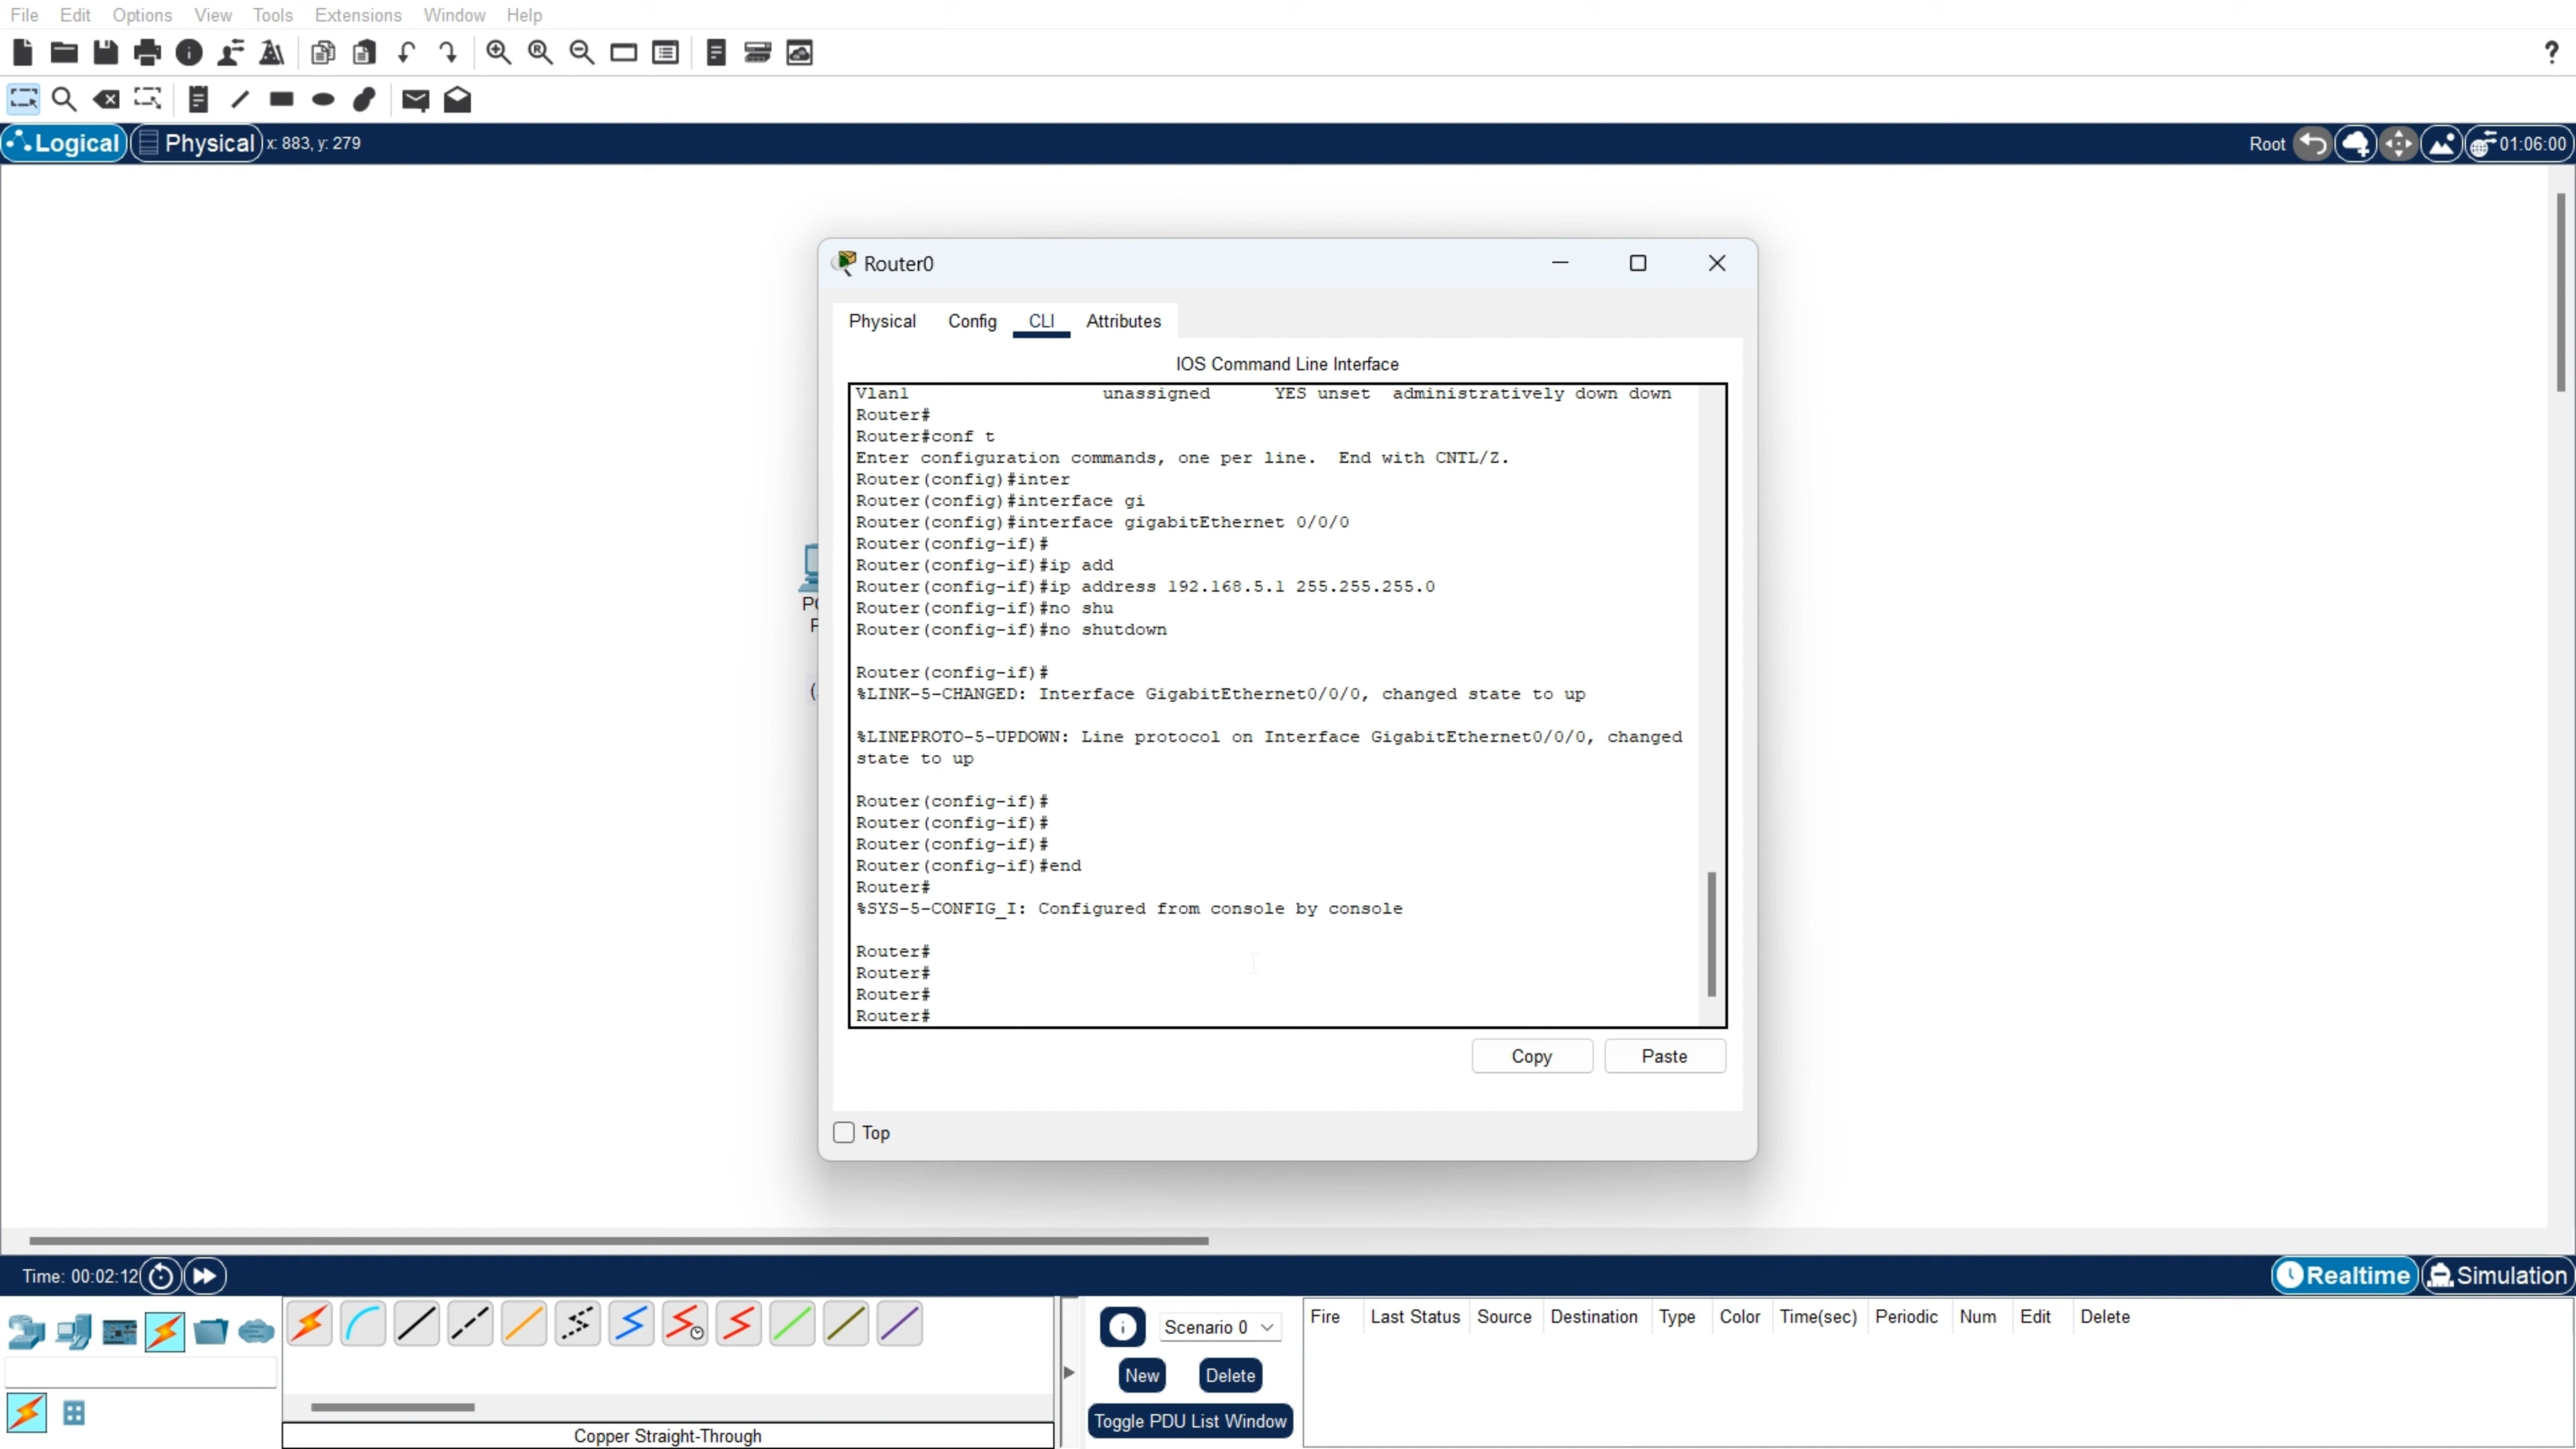 File Edit Options View Tools Extensions Window Help
?
Logical Physical x: 883, y: 279 Root 01:06:00
Router0
Physical Config CLI Attributes
IOS Command Line Interface
Vlan1 unassigned YES unset administratively down down
Router#
Router#conf t
Enter configuration commands, one per line. End with CNTL/Z.
Router(config)#inter
Router(config)#interface gi
Router(config)#interface gigabitEthernet 0/0/0
Router(config-if)#
Router(config-if)#ip add
Router(config-if)#ip address 192.168.5.1 255.255.255.0
Router(config-if)#no shu
Router(config-if)#no shutdown
Router(config-if)#
%LINK-5-CHANGED: Interface GigabitEthernet0/0/0, changed state to up
%LINEPROTO-5-UPDOWN: Line protocol on Interface GigabitEthernet0/0/0, changed
state to up
Router(config-if)#
Router(config-if)#
Router(config-if)#
Router(config-if)#end
Router#
%SYS-5-CONFIG_I: Configured from console by console
Router#
Router#
Router#
Router#
Copy Paste
Top
Time: 00:02:12 Realtime Simulation
Scenario 0
New Delete
Toggle PDU List Window
Fire Last Status Source Destination Type Color Time(sec) Periodic Num Edit Delete
Copper Straight-Through